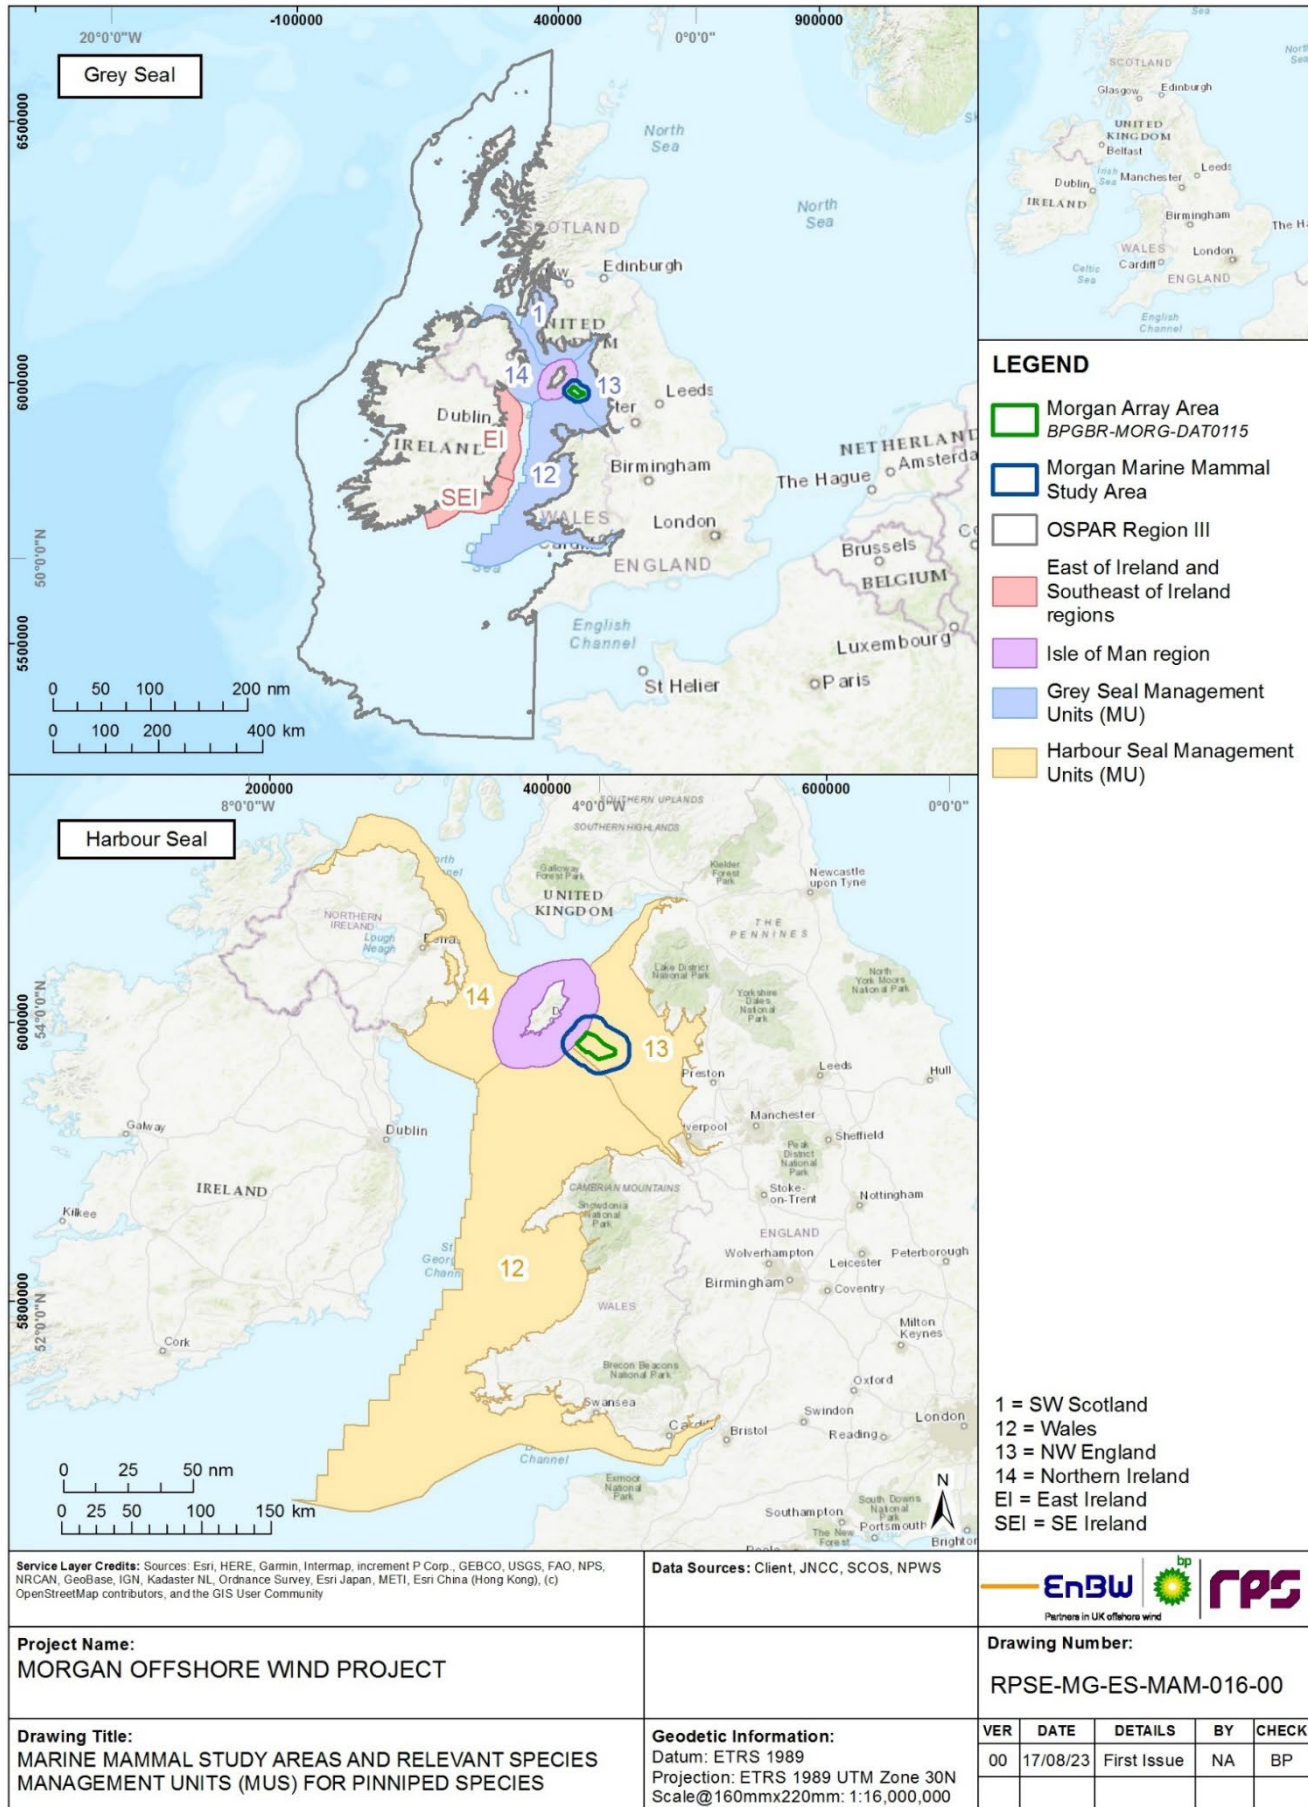 -100000
400000
900000
20°0'0"W
0°0'0"
Grey Seal
6500000
6000000
5500000
50°0'0"N
North
Sea
North
Sea
SCOTLAND
Edinburgh
1
14
13
Leeds
Dublin
EI
IRELAND
12
Birmingham
SEI
WALES
London
ENGLAND
NETHERLAND
The Hague
Amsterda
Brussels
BELGIUM
English
Channel
Luxembourg
St Helier
Paris
0 50 100 200 nm
0 100 200 400 km
SCOTLAND
Glasgow
Edinburgh
UNITED
KINGDOM
Belfast
Irish
Sea
Dublin
Manchester
Leeds
IRELAND
Birmingham
WALES
Cardiff
London
ENGLAND
Celtic
Sea
English
Channel
LEGEND
Morgan Array Area
BPGBR-MORG-DAT0115
Morgan Marine Mammal
Study Area
OSPAR Region III
East of Ireland and
Southeast of Ireland
regions
Isle of Man region
Grey Seal Management
Units (MU)
Harbour Seal Management
Units (MU)
200000
400000
600000
8°0'0"W
4°0'0"W
0°0'0"
Harbour Seal
6000000
54°0'0"N
5800000
52°0'0"N
SOUTHERN UPLANDS
SOUTHERN HIGHLANDS
Galloway
Forest Park
Kielder
Forest
Park
Newcastle
upon Tyne
UNITED
KINGDOM
NORTHERN
IRELAND
Lough
Neagh
THE
PENNINES
Lake District
National Park
North
York Moors
National Park
Yorkshire
Dales
National
Park
14
13
Preston
Leeds
Hull
Galway
Dublin
Manchester
Sheffield
Peak
District
National
Park
IRELAND
CAMBRIAN MOUNTAINS
Snowdonia
National
Park
Stoke-
on-Trent
Nottingham
Kilkee
ENGLAND
Wolverhampton
Leicester
Peterborough
12
Birmingham
Coventry
WALES
Milton
Keynes
Cork
Brecon Beacons
National Park
Oxford
Swansea
Swindon
London
Bristol
Reading
Channel
Exmoor
National
Park
Southampton
South Downs
National
Park
The New
Forest
Portsmouth
Brighton
0 25 50 nm
0 25 50 100 150 km
N
1 = SW Scotland
12 = Wales
13 = NW England
14 = Northern Ireland
EI = East Ireland
SEI = SE Ireland
Service Layer Credits: Sources: Esri, HERE, Garmin, Intermap, increment P Corp., GEBCO, USGS, FAO, NPS,
NRCAN, GeoBase, IGN, Kadaster NL, Ordnance Survey, Esri Japan, METI, Esri China (Hong Kong), (c)
OpenStreetMap contributors, and the GIS User Community
Data Sources: Client, JNCC, SCOS, NPWS
EnBW
bp
rps
Partners in UK offshore wind
Project Name:
MORGAN OFFSHORE WIND PROJECT
Drawing Number:
RPSE-MG-ES-MAM-016-00
Drawing Title:
MARINE MAMMAL STUDY AREAS AND RELEVANT SPECIES
MANAGEMENT UNITS (MUS) FOR PINNIPED SPECIES
Geodetic Information:
Datum: ETRS 1989
Projection: ETRS 1989 UTM Zone 30N
Scale@160mmx220mm: 1:16,000,000
VER DATE DETAILS BY CHECK
00 17/08/23 First Issue NA BP